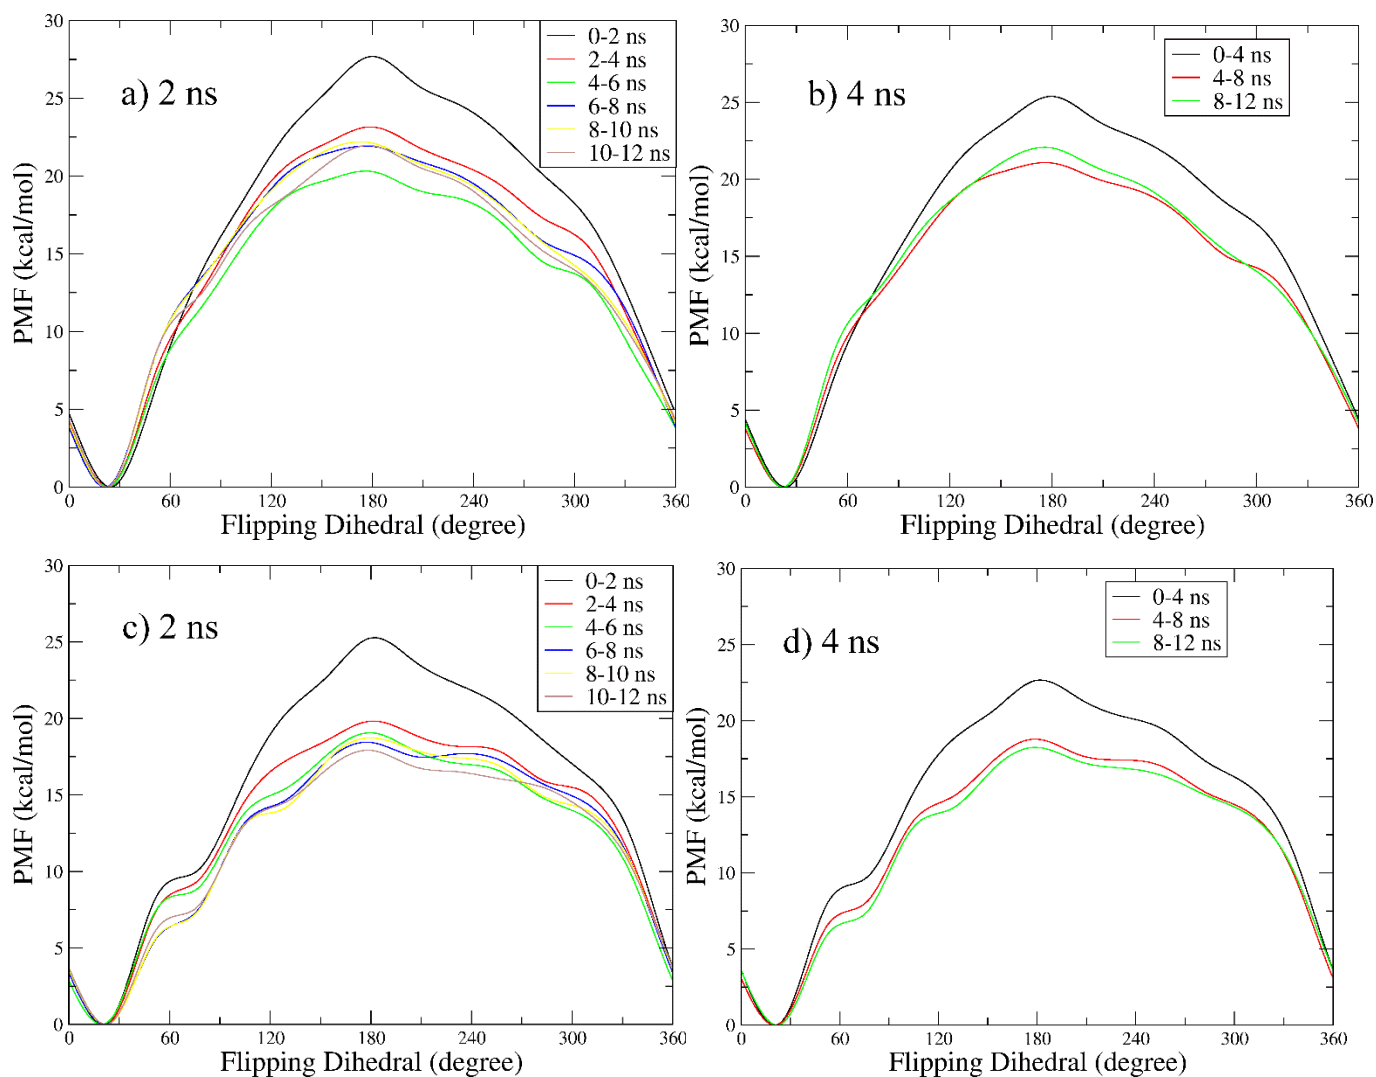 a) 2 ns
0-2 ns
2-4 ns
4-6 ns
6-8 ns
8-10 ns
10-12 ns
30
25
20
15
10
5
0
PMF (kcal/mol)
0 60 120 180 240 300 360
Flipping Dihedral (degree)
b) 4 ns
0-4 ns
4-8 ns
8-12 ns
30
25
20
15
10
5
0
PMF (kcal/mol)
0 60 120 180 240 300 360
Flipping Dihedral (degree)
c) 2 ns
0-2 ns
2-4 ns
4-6 ns
6-8 ns
8-10 ns
10-12 ns
30
25
20
15
10
5
0
PMF (kcal/mol)
0 60 120 180 240 300 360
Flipping Dihedral (degree)
d) 4 ns
0-4 ns
4-8 ns
8-12 ns
30
25
20
15
10
5
0
PMF (kcal/mol)
0 60 120 180 240 300 360
Flipping Dihedral (degree)